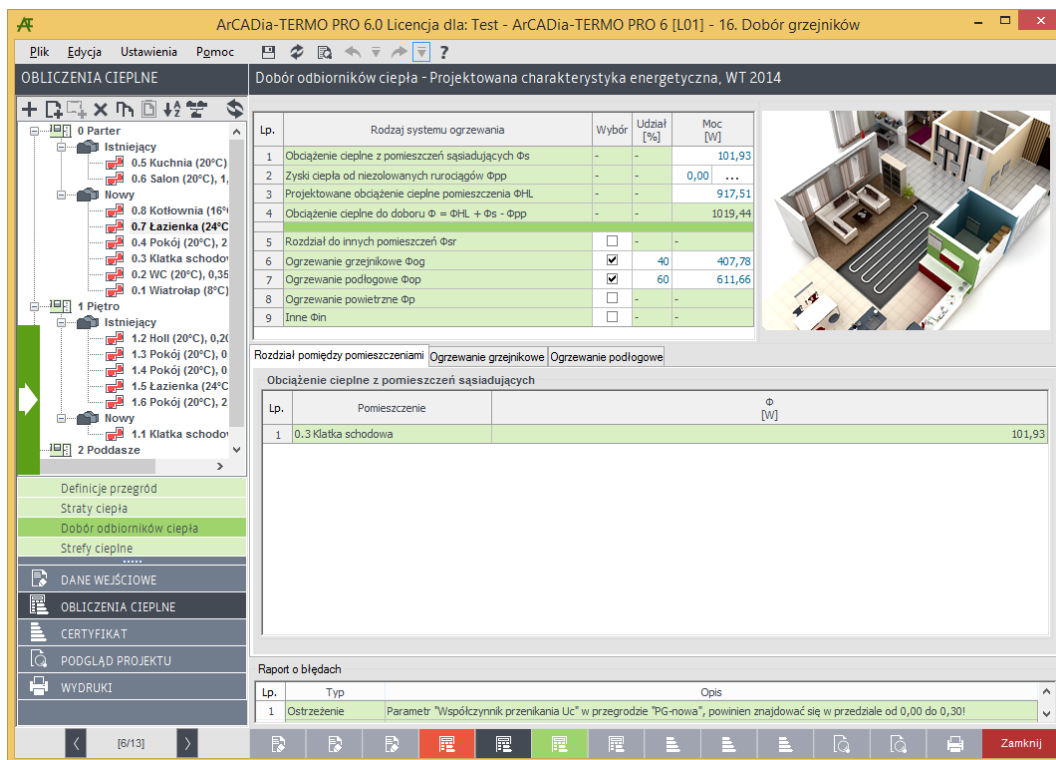 ArCADia-TERMO PRO 6.0 Licencja dla: Test - ArCADia-TERMO PRO 6 [L01] - 16. Dobór grzejników
Plik Edycja Ustawienia Pomoc
OBLICZENIA CIEPLNE
Dobór odbiorników ciepła - Projektowana charakterystyka energetyczna, WT 2014
0 Parter
Istniejący
0.5 Kuchnia (20°C)
0.6 Salon (20°C), 1,
Nowy
0.8 Kotłownia (16°
0.7 Łazienka (24°C
0.4 Pokój (20°C), 2
0.3 Klatka schodo
0.2 WC (20°C), 0,35
0.1 Wiatrołap (8°C)
1 Piętro
Istniejący
1.2 Holl (20°C), 0,20
1.3 Pokój (20°C), 0
1.4 Pokój (20°C), 0
1.5 Łazienka (24°C
1.6 Pokój (20°C), 2
Nowy
1.1 Klatka schodo
2 Poddasze
Definicje przegród
Straty ciepła
Dobór odbiorników ciepła
Strefy cieplne
DANE WEJŚCIOWE
OBLICZENIA CIEPLNE
CERTYFIKAT
PODGLĄD PROJEKTU
WYDRUKI
[6/13]
Lp. Rodzaj systemu ogrzewania Wybór Udział [%] Moc [W]
1 Obciążenie cieplne z pomieszczeń sąsiadujących Φs - - 101,93
2 Zyski ciepła od niezolowanych rurociągów Φpp - - 0,00 ...
3 Projektowane obciążenie cieplne pomieszczenia ΦHL - - 917,51
4 Obciążenie cieplne do doboru Φ = ΦHL + Φs - Φpp - - 1019,44
5 Rozdział do innych pomieszczeń Φsr - -
6 Ogrzewanie grzejnikowe Φog 40 407,78
7 Ogrzewanie podłogowe Φop 60 611,66
8 Ogrzewanie powietrzne Φp - -
9 Inne Φin - -
Rozdział pomiędzy pomieszczeniami Ogrzewanie grzejnikowe Ogrzewanie podłogowe
Obciążenie cieplne z pomieszczeń sąsiadujących
Lp. Pomieszczenie Φ [W]
1 0.3 Klatka schodowa 101,93
Raport o błędach
Lp. Typ Opis
1 Ostrzeżenie Parametr "Współczynnik przenikania Uc" w przegrodzie "PG-nowa", powinien znajdować się w przedziale od 0,00 do 0,30!
Zamknij